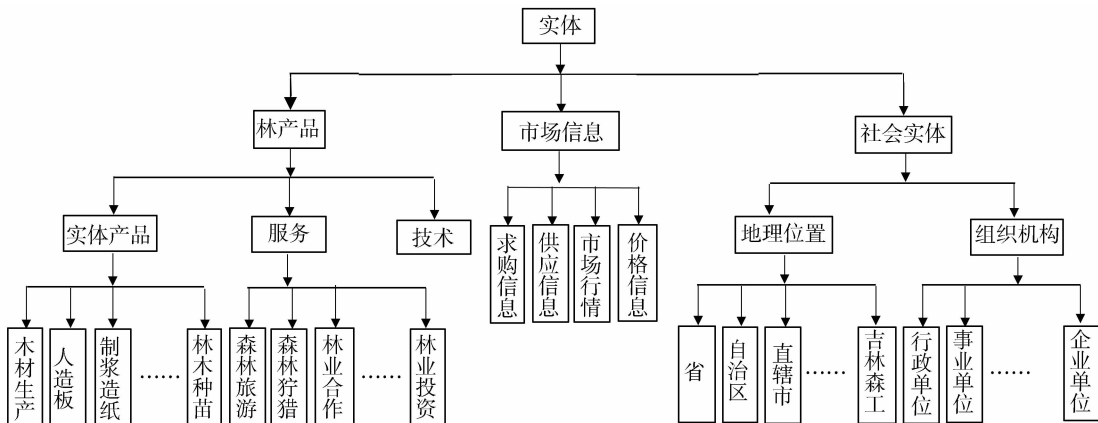 实体
林产品
市场信息
社会实体
实体产品
服务
技术
求购信息
供应信息
市场行情
价格信息
地理位置
组织机构
木材生产
人造板
制浆造纸
……
林木种苗
森林旅游
森林狩猎
林业合作
……
林业投资
省
自治区
直辖市
……
吉林森工
行政单位
事业单位
……
企业单位